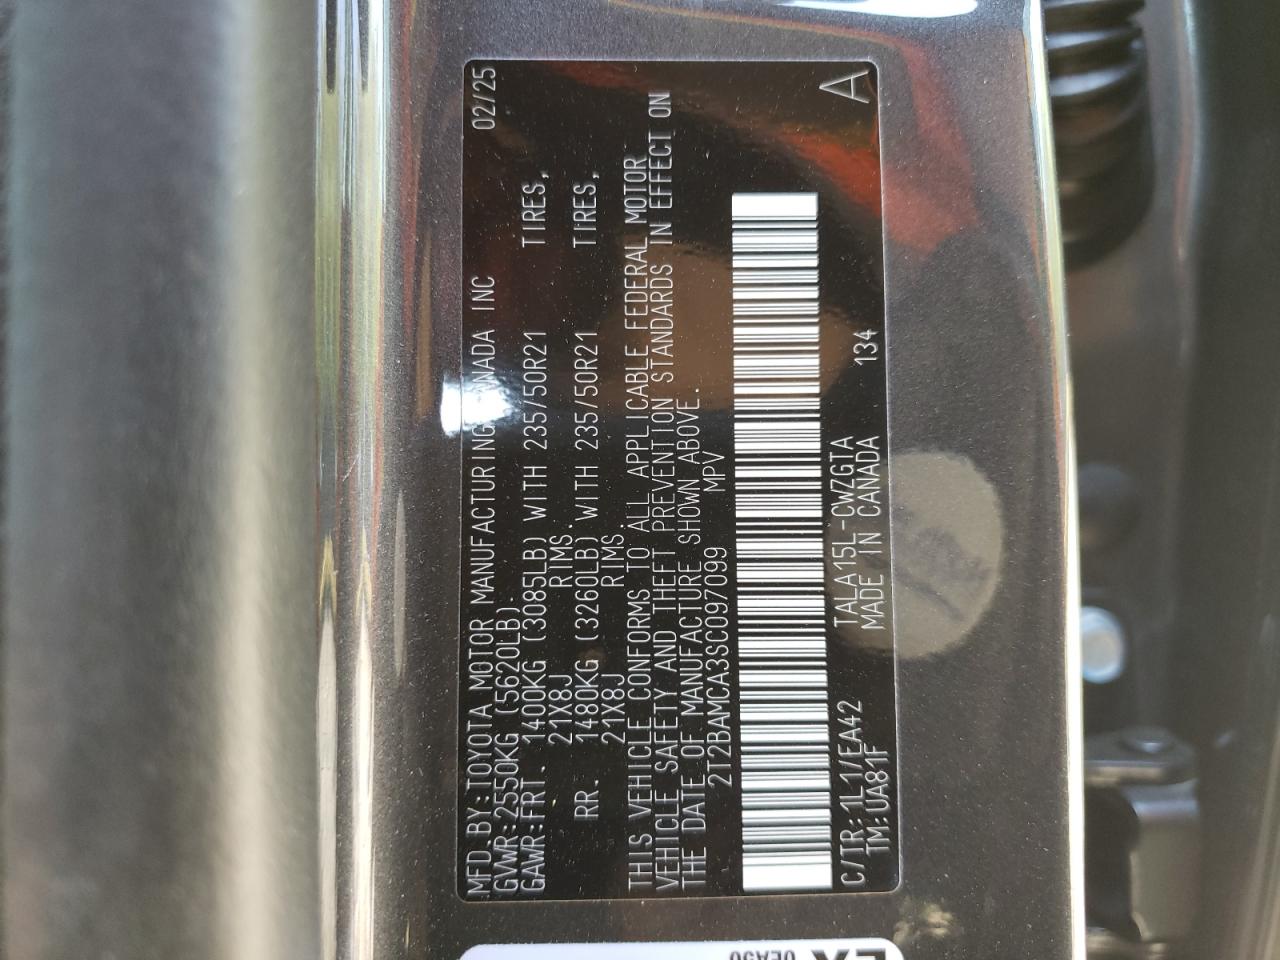 MFD.BY:TOYOTA MOTOR MANUFACTURING CANADA INC 02/25
GVWR:2550KG (5620LB).
GAWR:FRT. 1400KG (3085LB) WITH 235/50R21 TIRES,
21X8J RIMS.
RR. 1480KG (3260LB) WITH 235/50R21 TIRES,
21X8J RIMS.
THIS VEHICLE CONFORMS TO ALL APPLICABLE FEDERAL MOTOR
VEHICLE SAFETY AND THEFT PREVENTION STANDARDS IN EFFECT ON
THE DATE OF MANUFACTURE SHOWN ABOVE.
2T2BAMCA3SC097099 MPV
A
C/TR:1L1/EA42 TALA15L-CWZGTA 134
TM:UA81F MADE IN CANADA